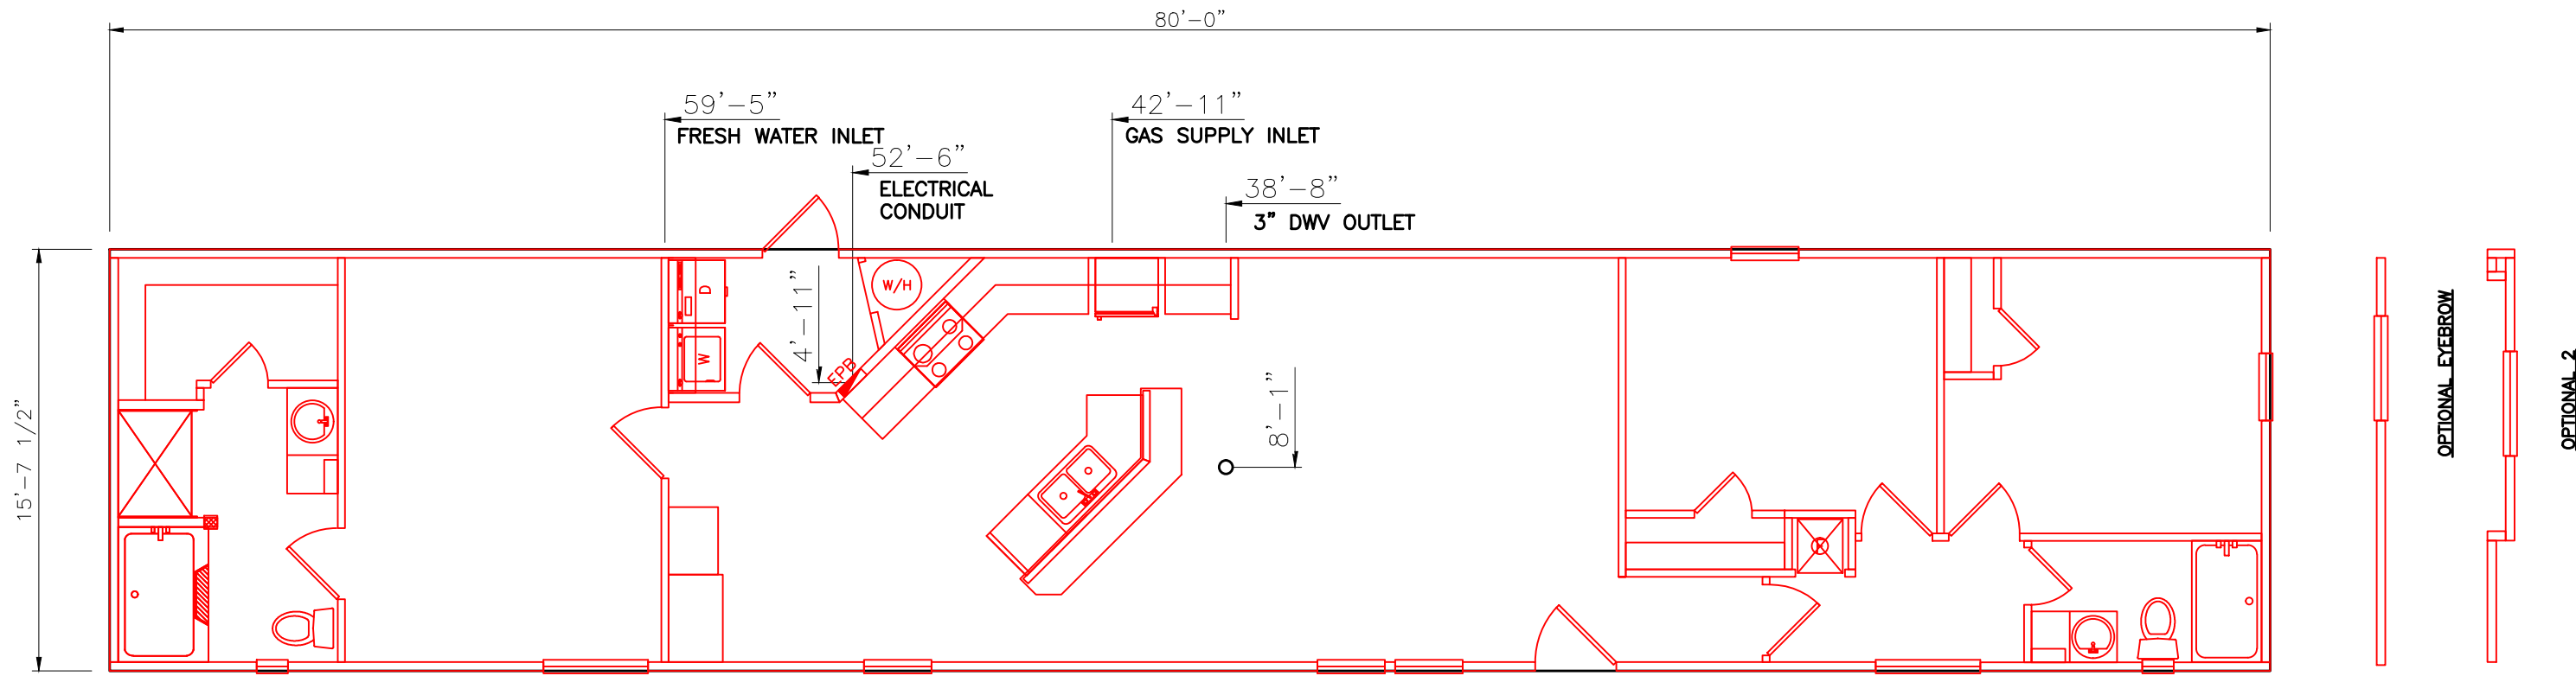 80'-0"
59'-5"
FRESH WATER INLET
42'-11"
GAS SUPPLY INLET
52'-6"
ELECTRICAL
CONDUIT
38'-8"
3" DWV OUTLET
15'-7 1/2"
D
W
4'-11"
W/H
EPB
8'-1"
OPTIONAL EYEBROW
OPTIONAL 2